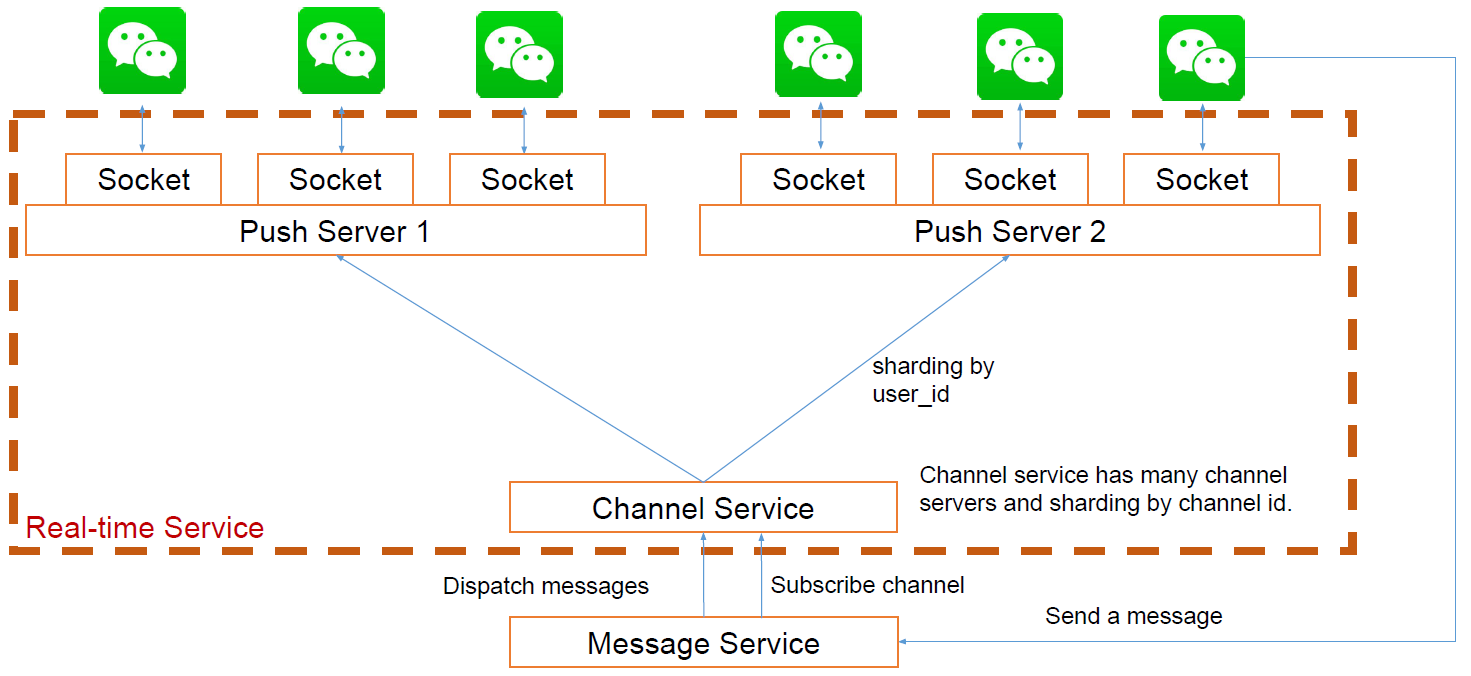 Socket
Socket
Socket
Socket
Socket
Socket
Push Server 1
Push Server 2
sharding by
user_id
Channel service has many channel
servers and sharding by channel id.
Channel Service
Real-time Service
Dispatch messages
Subscribe channel
Send a message
Message Service